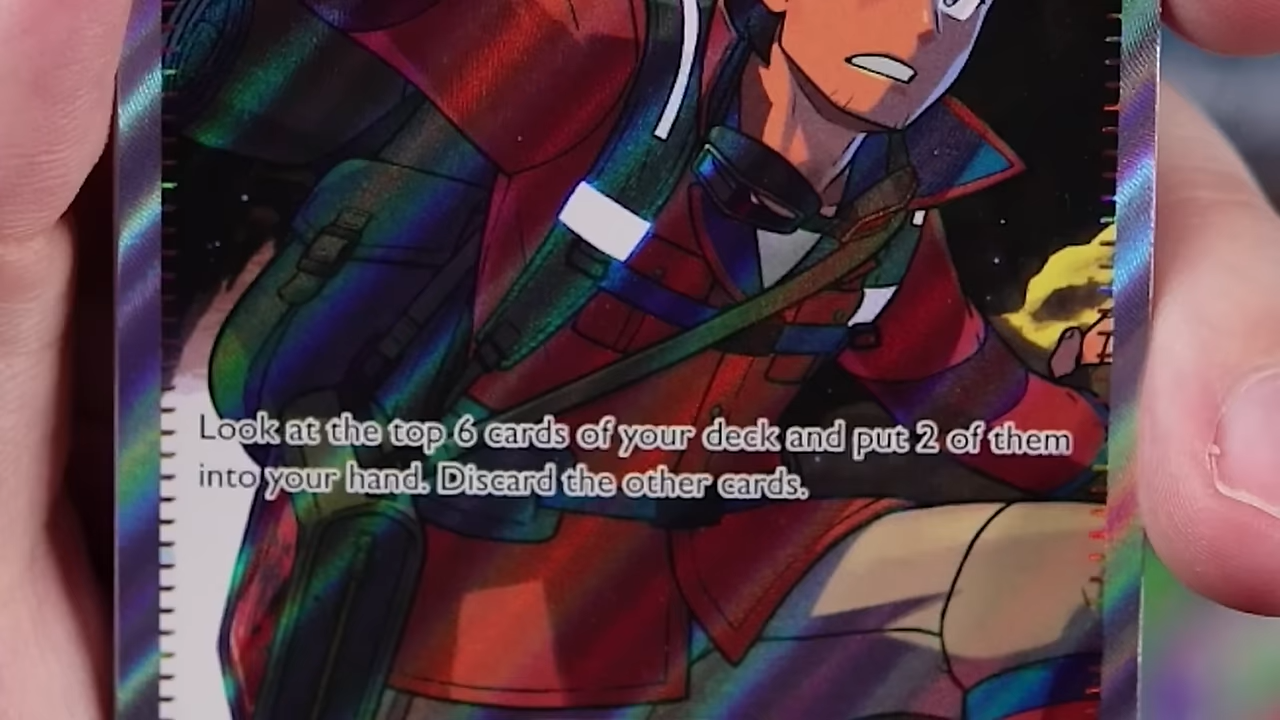 Look at the top 6 cards of your deck and put 2 of them
into your hand. Discard the other cards.